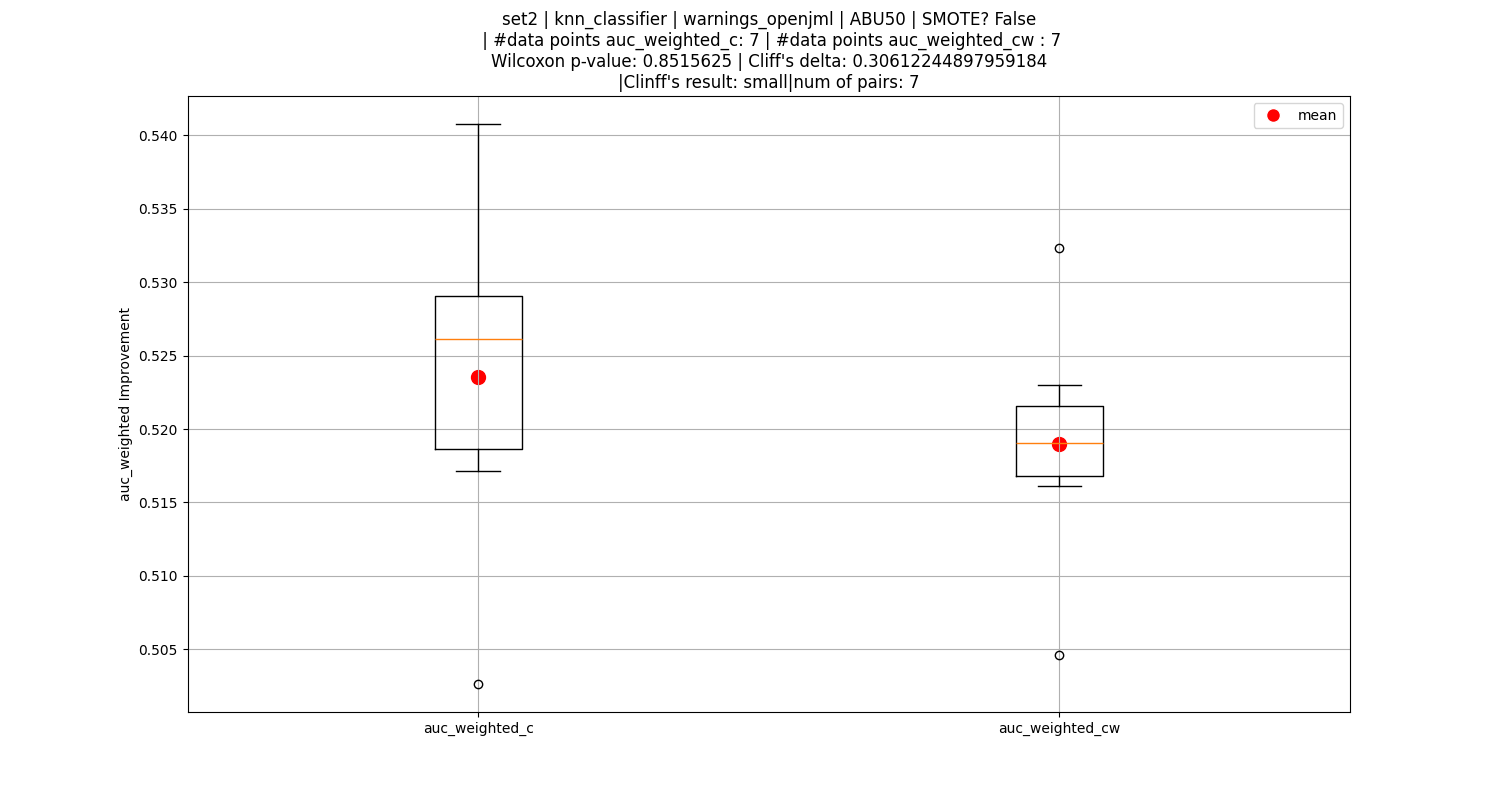 set2 | knn_classifier | warnings_openjml | ABU50 | SMOTE? False
| #data points auc_weighted_c: 7 | #data points auc_weighted_cw : 7
Wilcoxon p-value: 0.8515625 | Cliff's delta: 0.30612244897959184
|Clinff's result: small|num of pairs: 7
mean
0.540
0.535
0.530
0.525
0.520
0.515
0.510
0.505
auc_weighted Improvement
auc_weighted_c
auc_weighted_cw